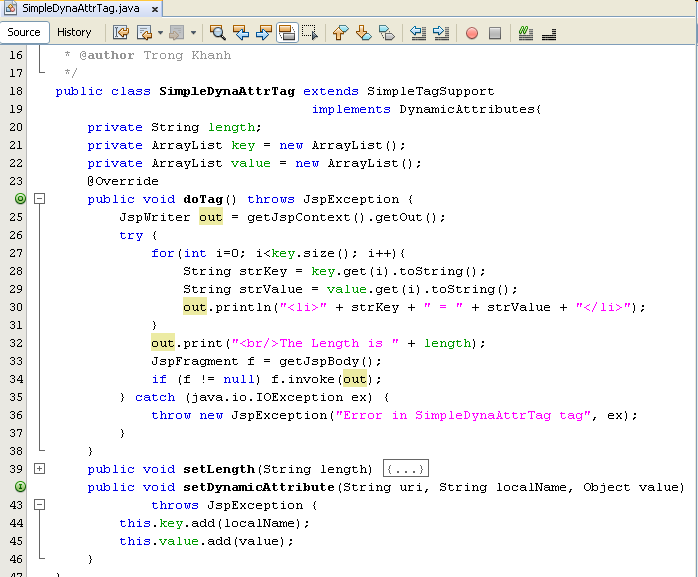 SimpleDynaAttrTag.java x
Source History
16 * @author Trong Khanh
17 */
18 public class SimpleDynaAttrTag extends SimpleTagSupport
19 implements DynamicAttributes{
20 private String length;
21 private ArrayList key = new ArrayList();
22 private ArrayList value = new ArrayList();
23 @Override
public void doTag() throws JspException {
25 JspWriter out = getJspContext().getOut();
26 try {
27 for(int i=0; i<key.size(); i++){
28 String strKey = key.get(i).toString();
29 String strValue = value.get(i).toString();
30 out.println("<li>" + strKey + " = " + strValue + "</li>");
31 }
32 out.print("<br/>The Length is " + length);
33 JspFragment f = getJspBody();
34 if (f != null) f.invoke(out);
35 } catch (java.io.IOException ex) {
36 throw new JspException("Error in SimpleDynaAttrTag tag", ex);
37 }
38 }
39 public void setLength(String length) {...}
public void setDynamicAttribute(String uri, String localName, Object value)
43 throws JspException {
44 this.key.add(localName);
45 this.value.add(value);
46 }
47 }